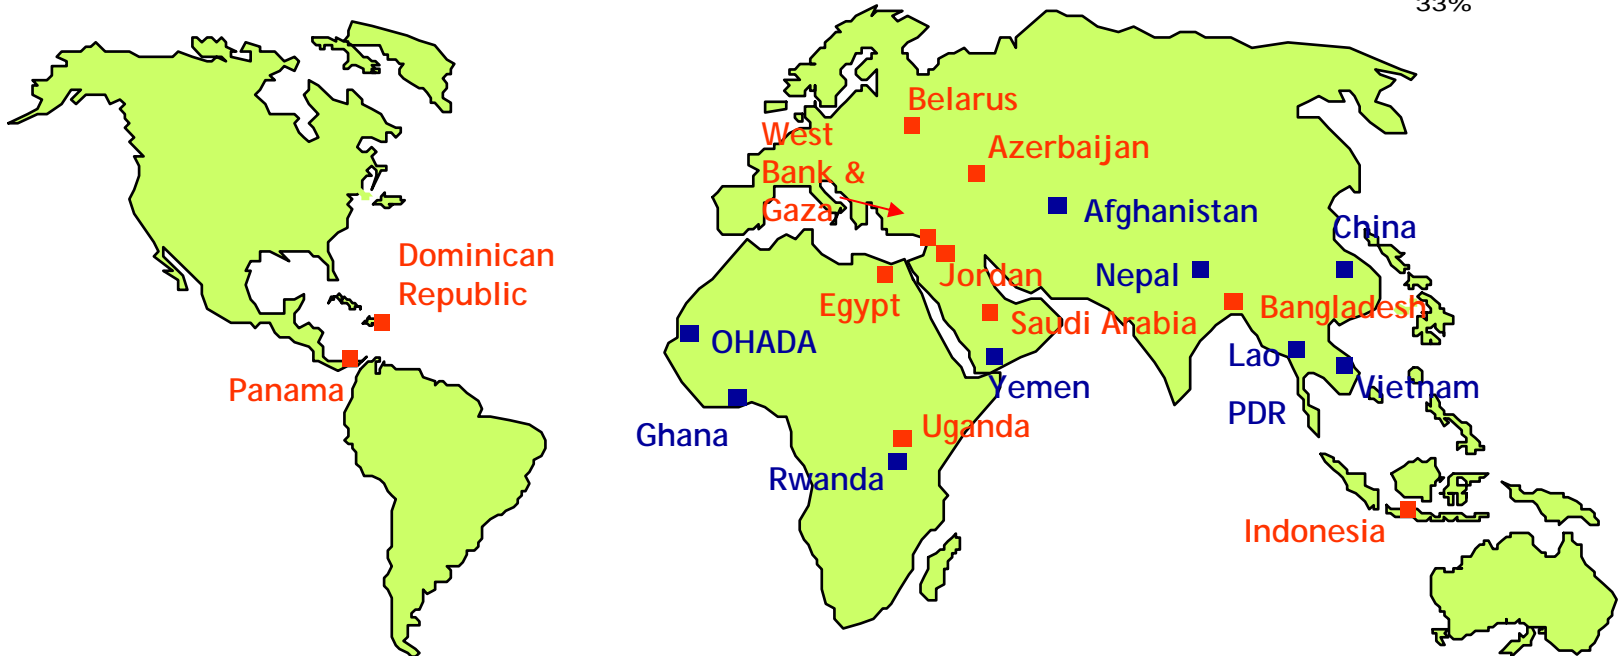 33%
Belarus
West
Bank &
Gaza
Azerbaijan
Afghanistan
China
Dominican
Republic
Jordan
Nepal
Egypt
Saudi Arabia
Bangladesh
OHADA
Lao
PDR
Panama
Yemen
Vietnam
Ghana
Uganda
Rwanda
Indonesia